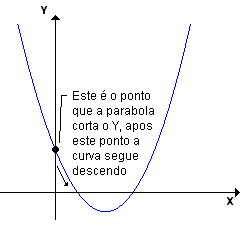 Y
Este é o ponto
que a parabola
corta o Y, apos
este ponto a
curva segue
descendo
X